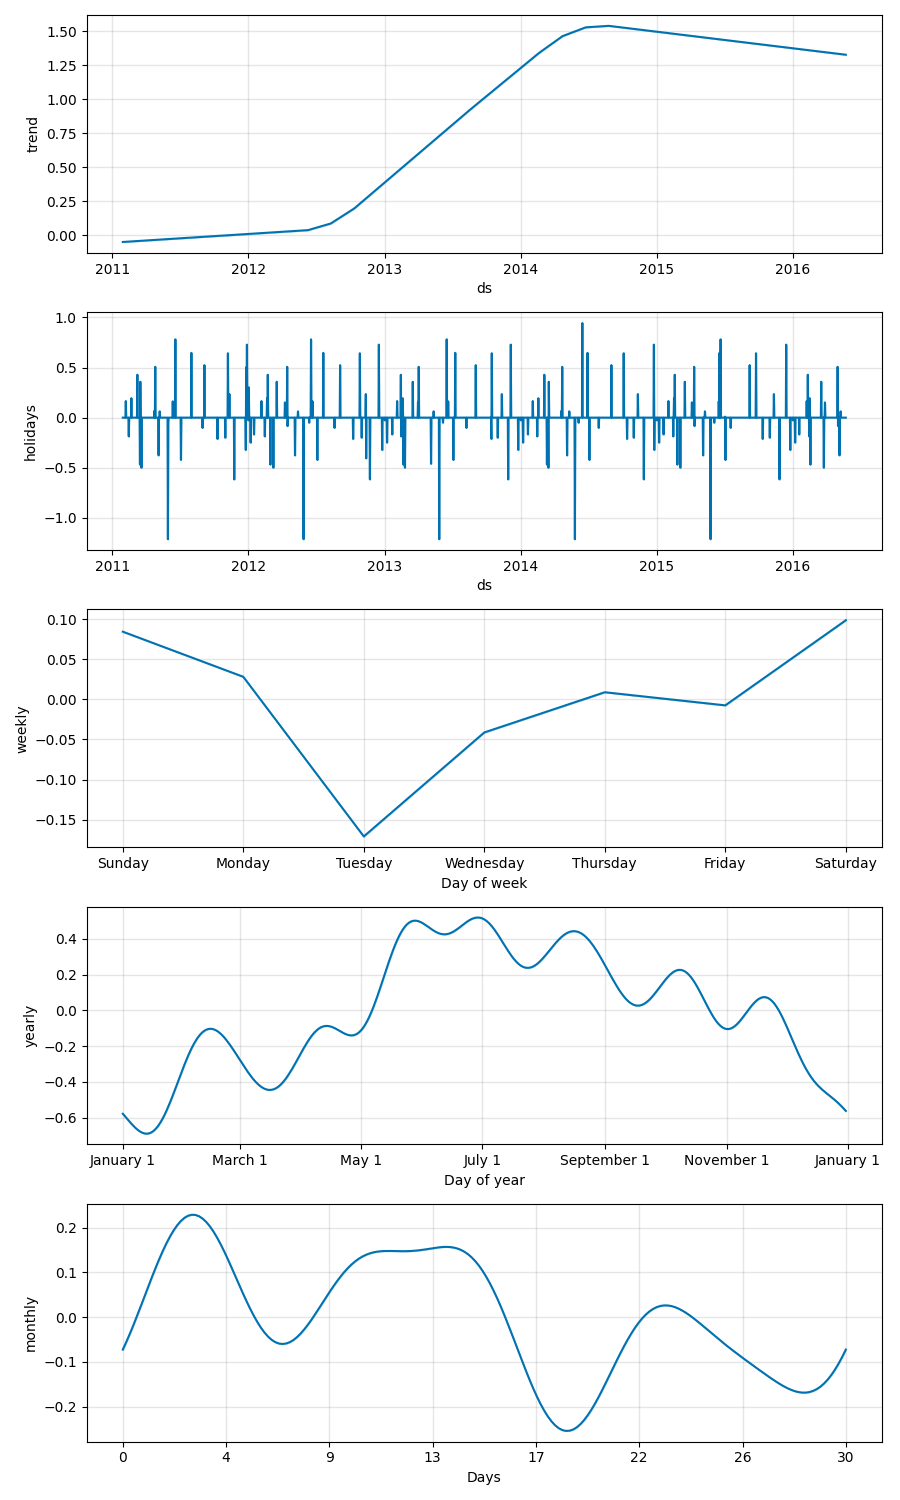 1.50
1.25
1.00
0.75
0.50
0.25
0.00
trend
2011 2012 2013 2014 2015 2016
ds
1.0
0.5
0.0
−0.5
−1.0
holidays
2011 2012 2013 2014 2015 2016
ds
0.10
0.05
0.00
−0.05
−0.10
−0.15
weekly
Sunday Monday Tuesday Wednesday Thursday Friday Saturday
Day of week
0.4
0.2
0.0
−0.2
−0.4
−0.6
yearly
January 1 March 1 May 1 July 1 September 1 November 1 January 1
Day of year
0.2
0.1
0.0
−0.1
−0.2
monthly
0 4 9 13 17 22 26 30
Days